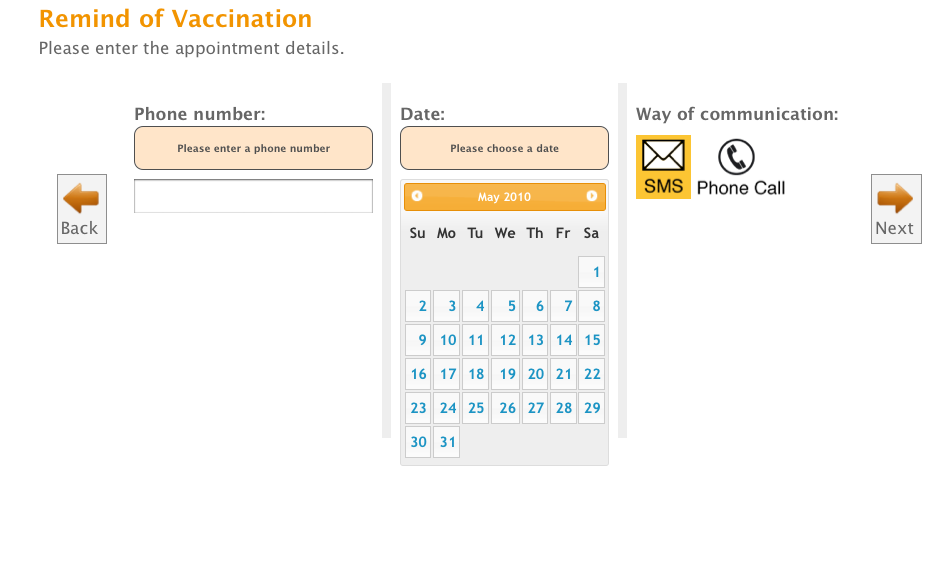 Remind of Vaccination
Please enter the appointment details.
Phone number:
Please enter a phone number
Date:
Please choose a date
May 2010
Su Mo Tu We Th Fr Sa
1
2 3 4 5 6 7 8
9 10 11 12 13 14 15
16 17 18 19 20 21 22
23 24 25 26 27 28 29
30 31
Way of communication:
SMS
Phone Call
Back
Next